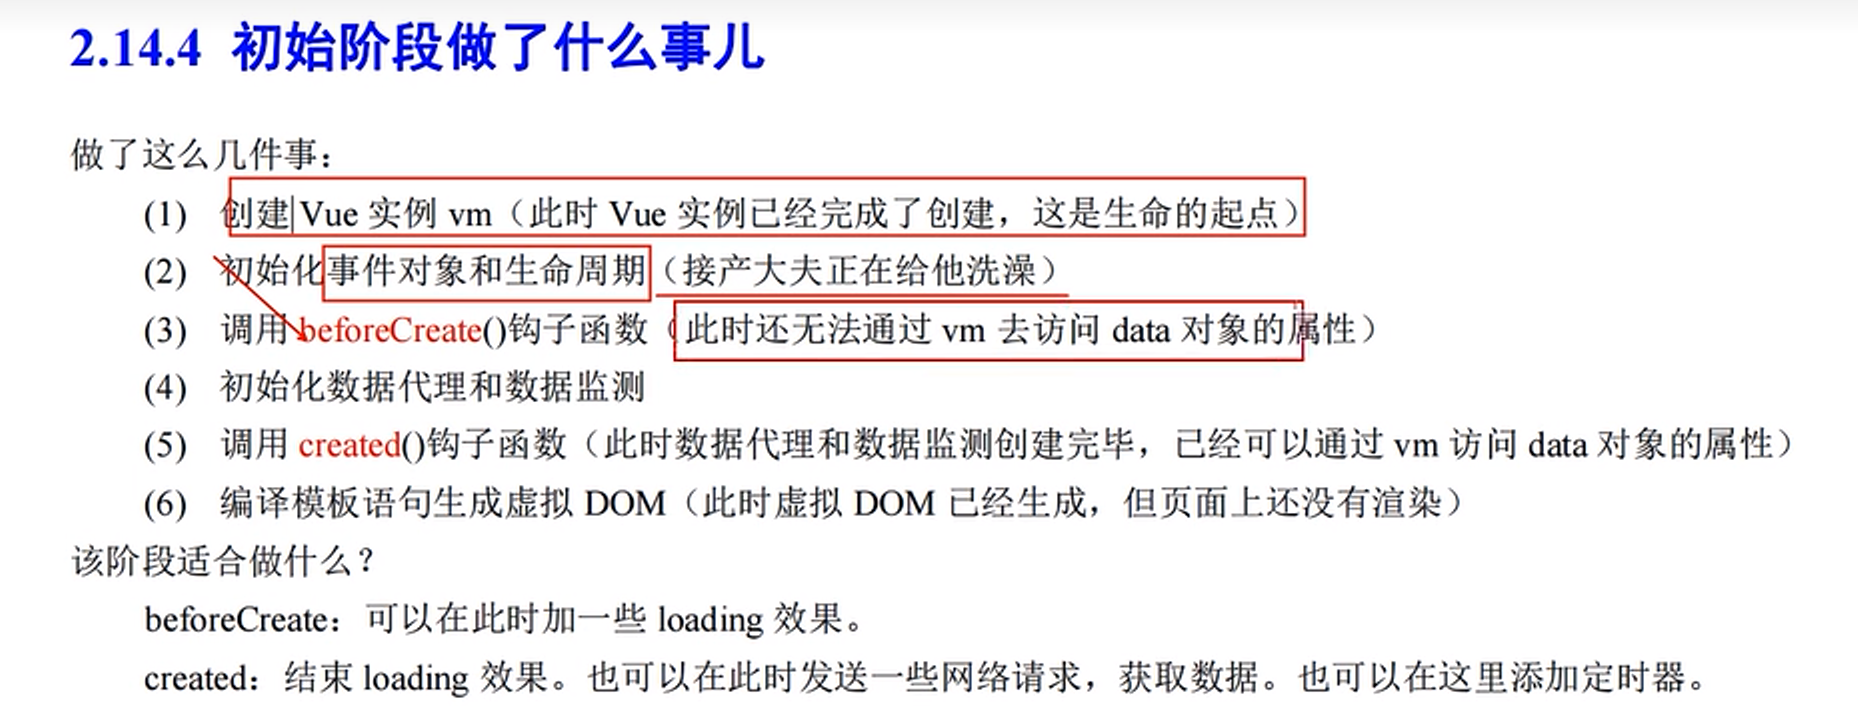 2.14.4 初始阶段做了什么事儿
做了这么几件事：
(1) 创建 Vue 实例 vm（此时 Vue 实例已经完成了创建，这是生命的起点）
(2) 初始化事件对象和生命周期（接产大夫正在给他洗澡）
(3) 调用 beforeCreate()钩子函数（此时还无法通过 vm 去访问 data 对象的属性）
(4) 初始化数据代理和数据监测
(5) 调用 created()钩子函数（此时数据代理和数据监测创建完毕，已经可以通过 vm 访问 data 对象的属性）
(6) 编译模板语句生成虚拟 DOM（此时虚拟 DOM 已经生成，但页面上还没有渲染）
该阶段适合做什么？
beforeCreate：可以在此时加一些 loading 效果。
created：结束 loading 效果。也可以在此时发送一些网络请求，获取数据。也可以在这里添加定时器。